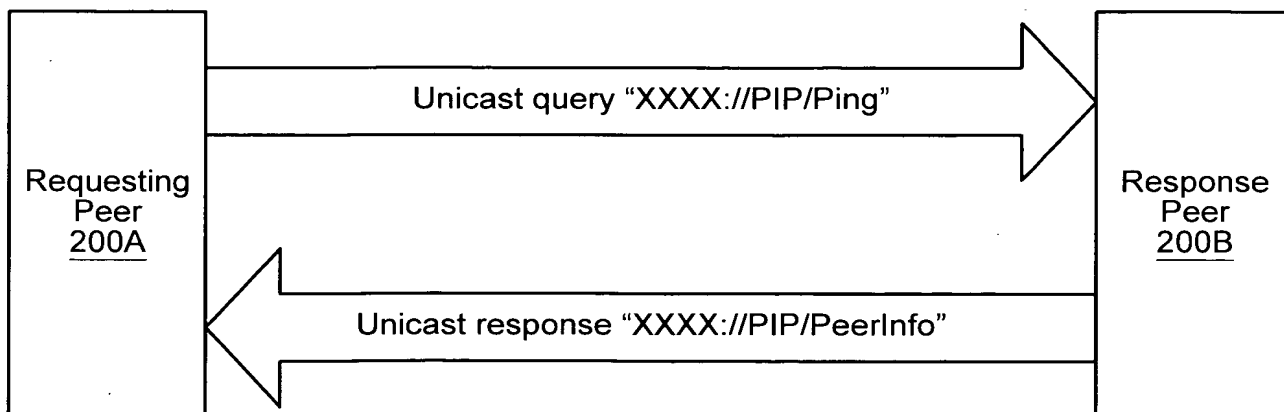 Unicast query “XXXX://PIP/Ping”
Requesting
Peer
200A
Response
Peer
200B
Unicast response “XXXX://PIP/PeerInfo”